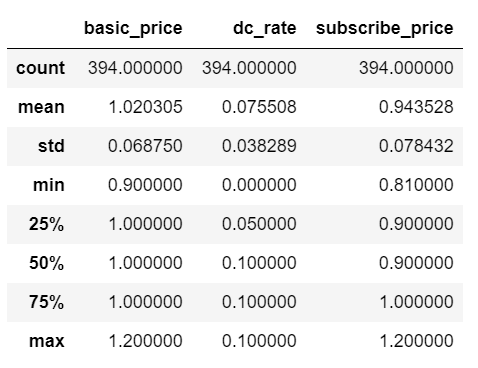 basic_price dc_rate subscribe_price
count 394.000000 394.000000 394.000000
mean 1.020305 0.075508 0.943528
std 0.068750 0.038289 0.078432
min 0.900000 0.000000 0.810000
25% 1.000000 0.050000 0.900000
50% 1.000000 0.100000 0.900000
75% 1.000000 0.100000 1.000000
max 1.200000 0.100000 1.200000